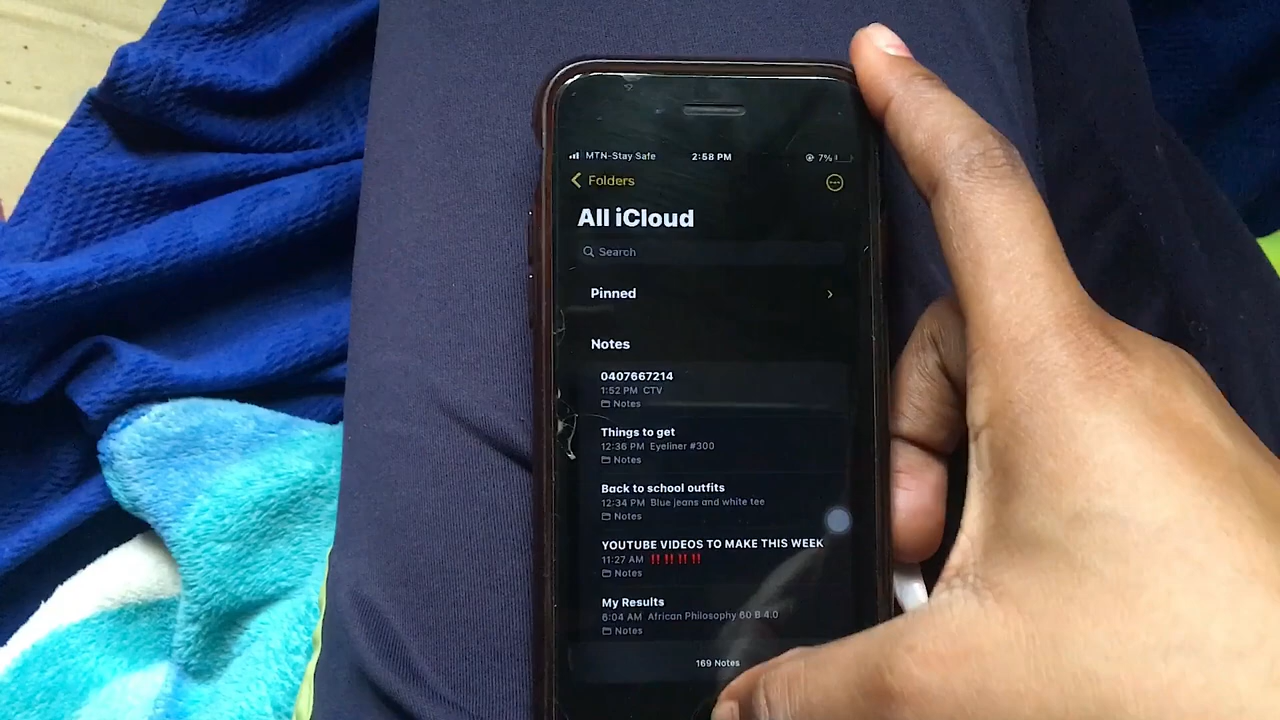 MTN-Stay Safe 2:58 PM 7%
Folders
All iCloud
Search
Pinned
Notes
0407667214
1:52 PM CTV
Notes
Things to get
12:36 PM Eyeliner #300
Notes
Back to school outfits
12:34 PM Blue jeans and white tee
Notes
YOUTUBE VIDEOS TO MAKE THIS WEEK
11:27 AM ‼️‼️‼️‼️
Notes
My Results
6:04 AM African Philosophy 60 B 4.0
Notes
169 Notes